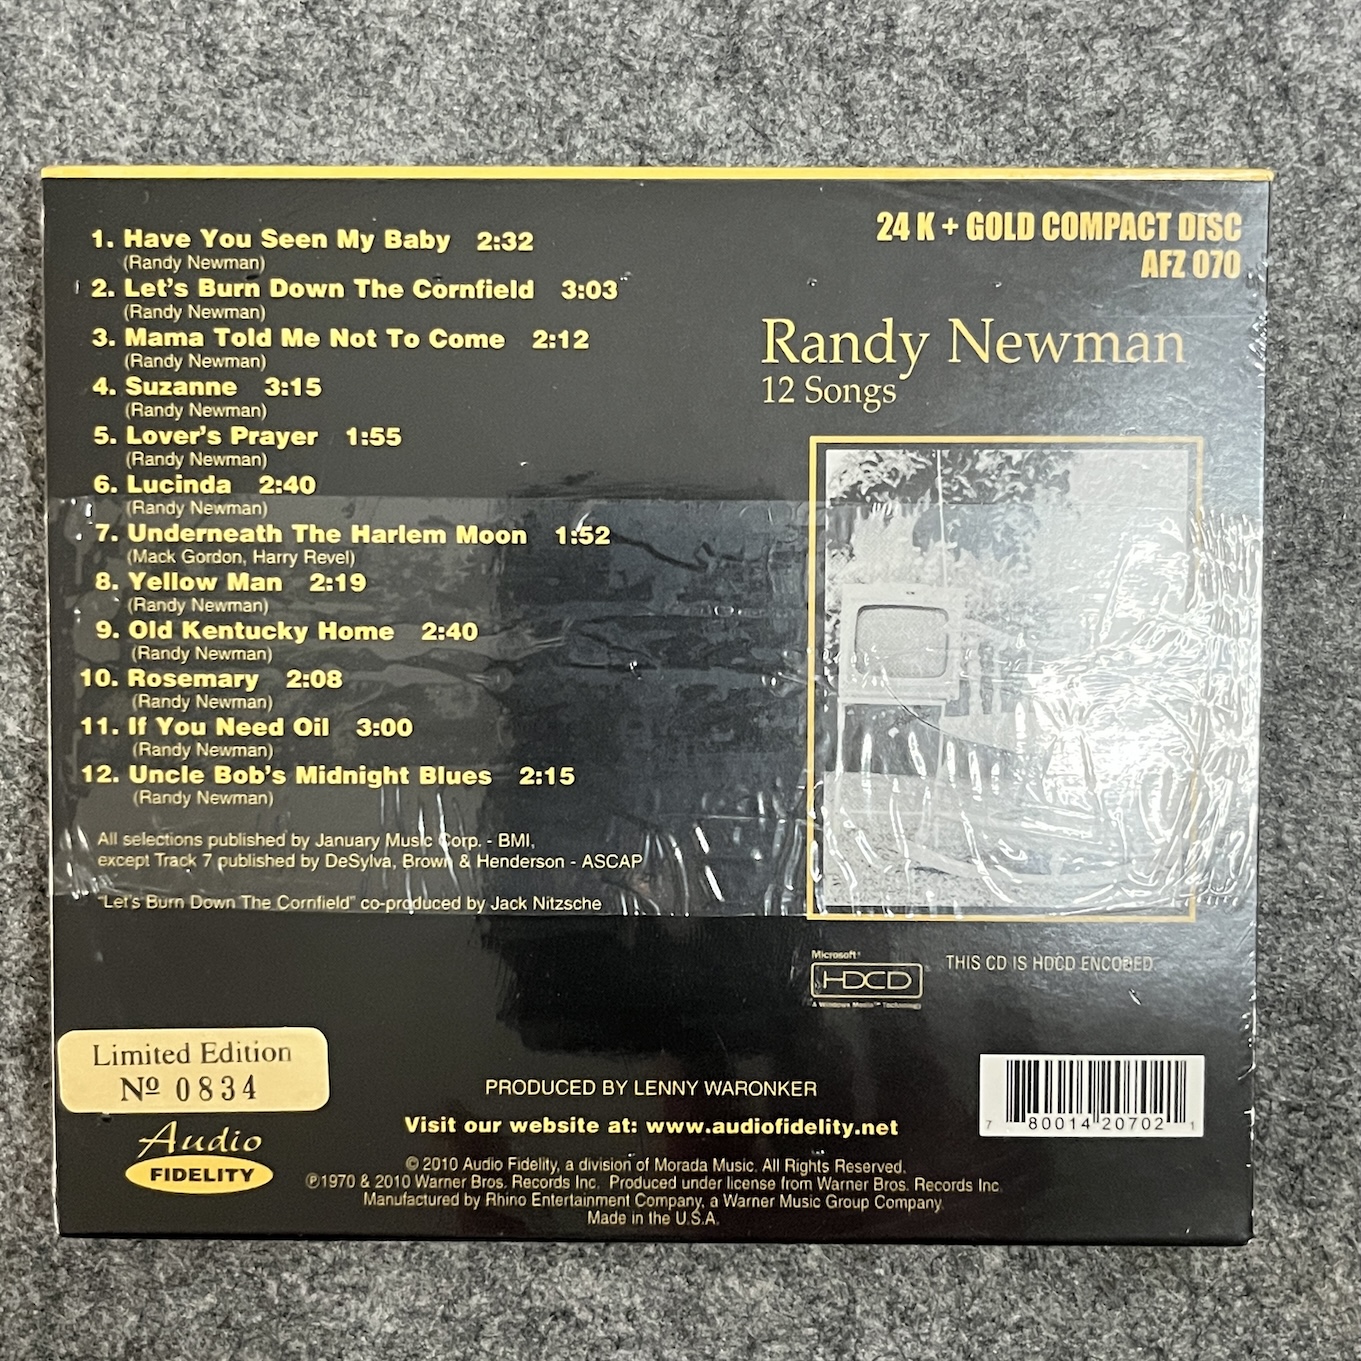 1. Have You Seen My Baby 2:32
(Randy Newman)
2. Let's Burn Down The Cornfield 3:03
(Randy Newman)
3. Mama Told Me Not To Come 2:12
(Randy Newman)
4. Suzanne 3:15
(Randy Newman)
5. Lover's Prayer 1:55
(Randy Newman)
6. Lucinda 2:40
(Randy Newman)
7. Underneath The Harlem Moon 1:52
(Mack Gordon, Harry Revel)
8. Yellow Man 2:19
(Randy Newman)
9. Old Kentucky Home 2:40
(Randy Newman)
10. Rosemary 2:08
(Randy Newman)
11. If You Need Oil 3:00
(Randy Newman)
12. Uncle Bob's Midnight Blues 2:15
(Randy Newman)
All selections published by January Music Corp. - BMI,
except Track 7 published by DeSylva, Brown & Henderson - ASCAP
"Let's Burn Down The Cornfield" co-produced by Jack Nitzsche
24 K + GOLD COMPACT DISC
AFZ 070
Randy Newman
12 Songs
Microsoft®
HDCD
A Windows Media™ Technology
THIS CD IS HDCD ENCODED.
Limited Edition
Nº 0834
Audio
FIDELITY
PRODUCED BY LENNY WARONKER
Visit our website at: www.audiofidelity.net
© 2010 Audio Fidelity, a division of Morada Music. All Rights Reserved.
℗1970 & 2010 Warner Bros. Records Inc. Produced under license from Warner Bros. Records Inc.
Manufactured by Rhino Entertainment Company, a Warner Music Group Company.
Made in the U.S.A.
7 80014 20702 1